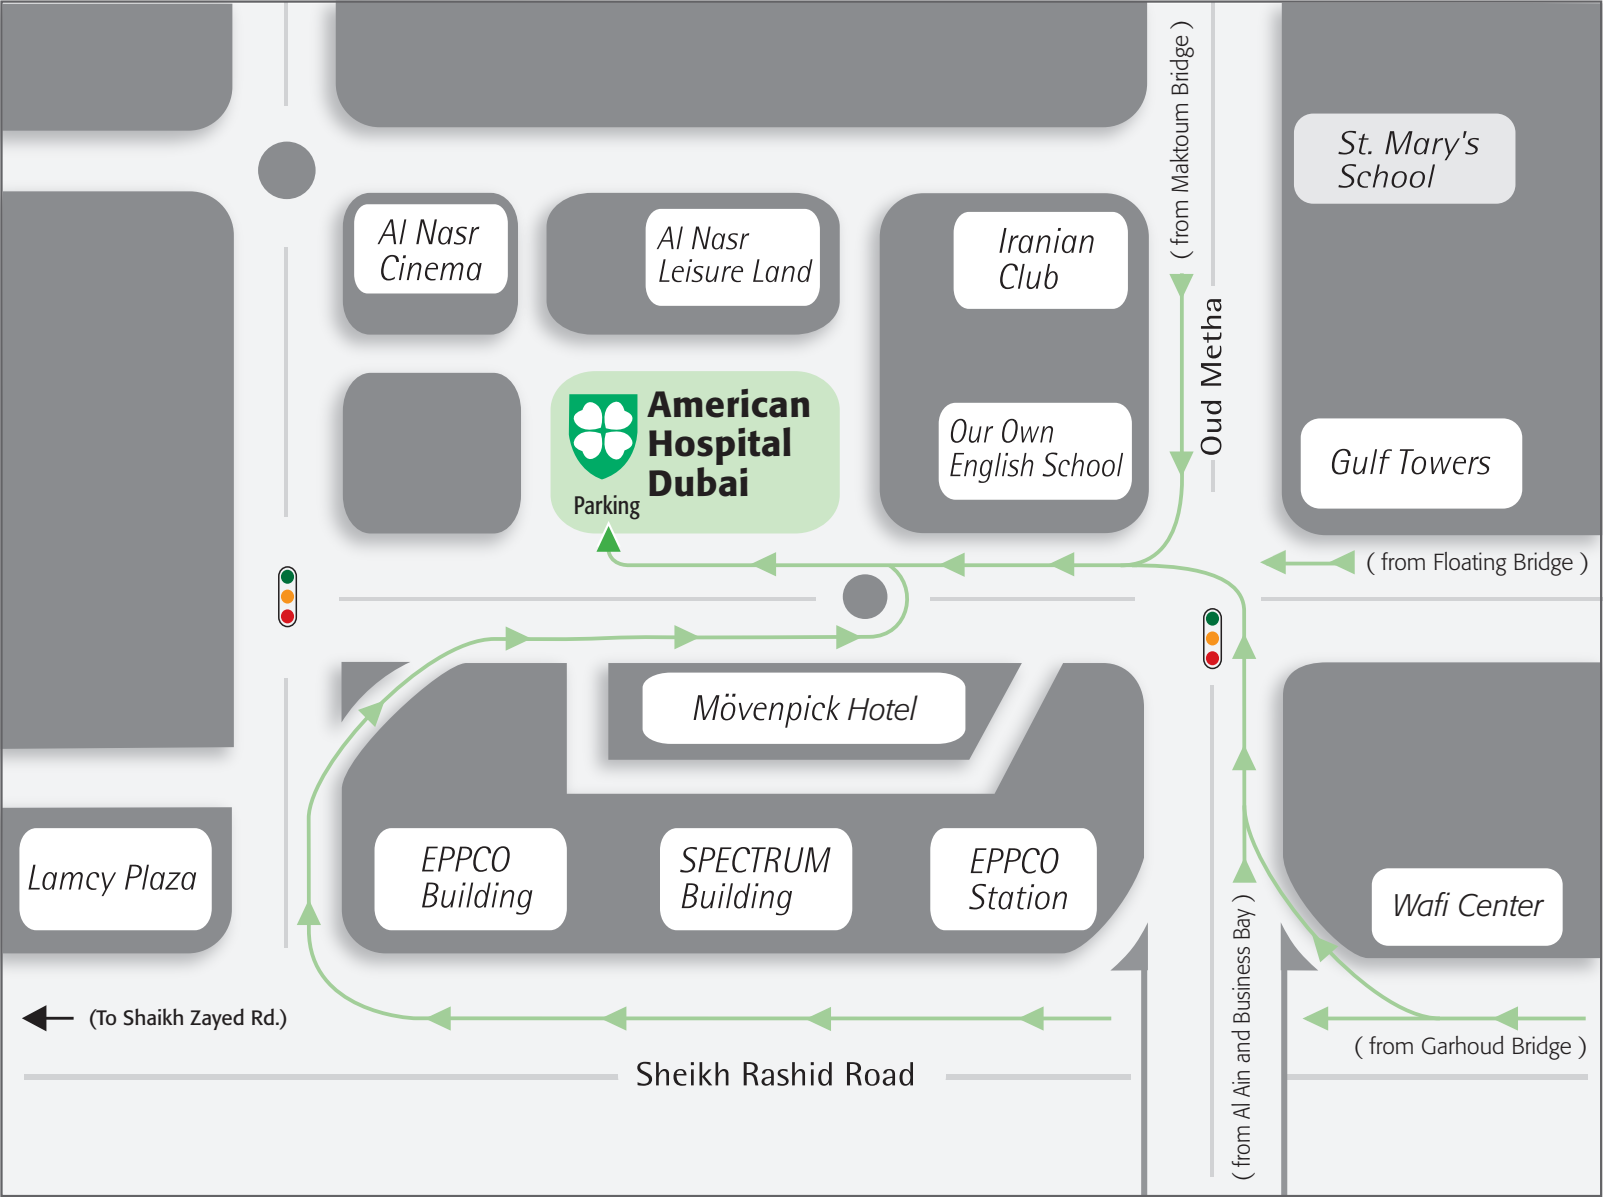 ( from Maktoum Bridge )
St. Mary's
School
Al Nasr
Cinema
Al Nasr
Leisure Land
Iranian
Club
Oud Metha
American
Hospital
Dubai
Parking
Our Own
English School
Gulf Towers
( from Floating Bridge )
Mövenpick Hotel
Lamcy Plaza
EPPCO
Building
SPECTRUM
Building
EPPCO
Station
Wafi Center
( from Al Ain and Business Bay )
(To Shaikh Zayed Rd.)
( from Garhoud Bridge )
Sheikh Rashid Road